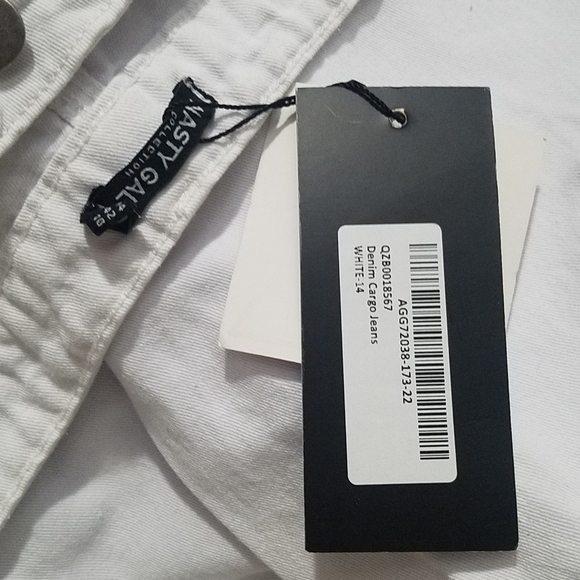 NASTY GAL
COLLECTION
AGG72038-173-22
QZB0018567
Denim Cargo Jeans
WHITE-14